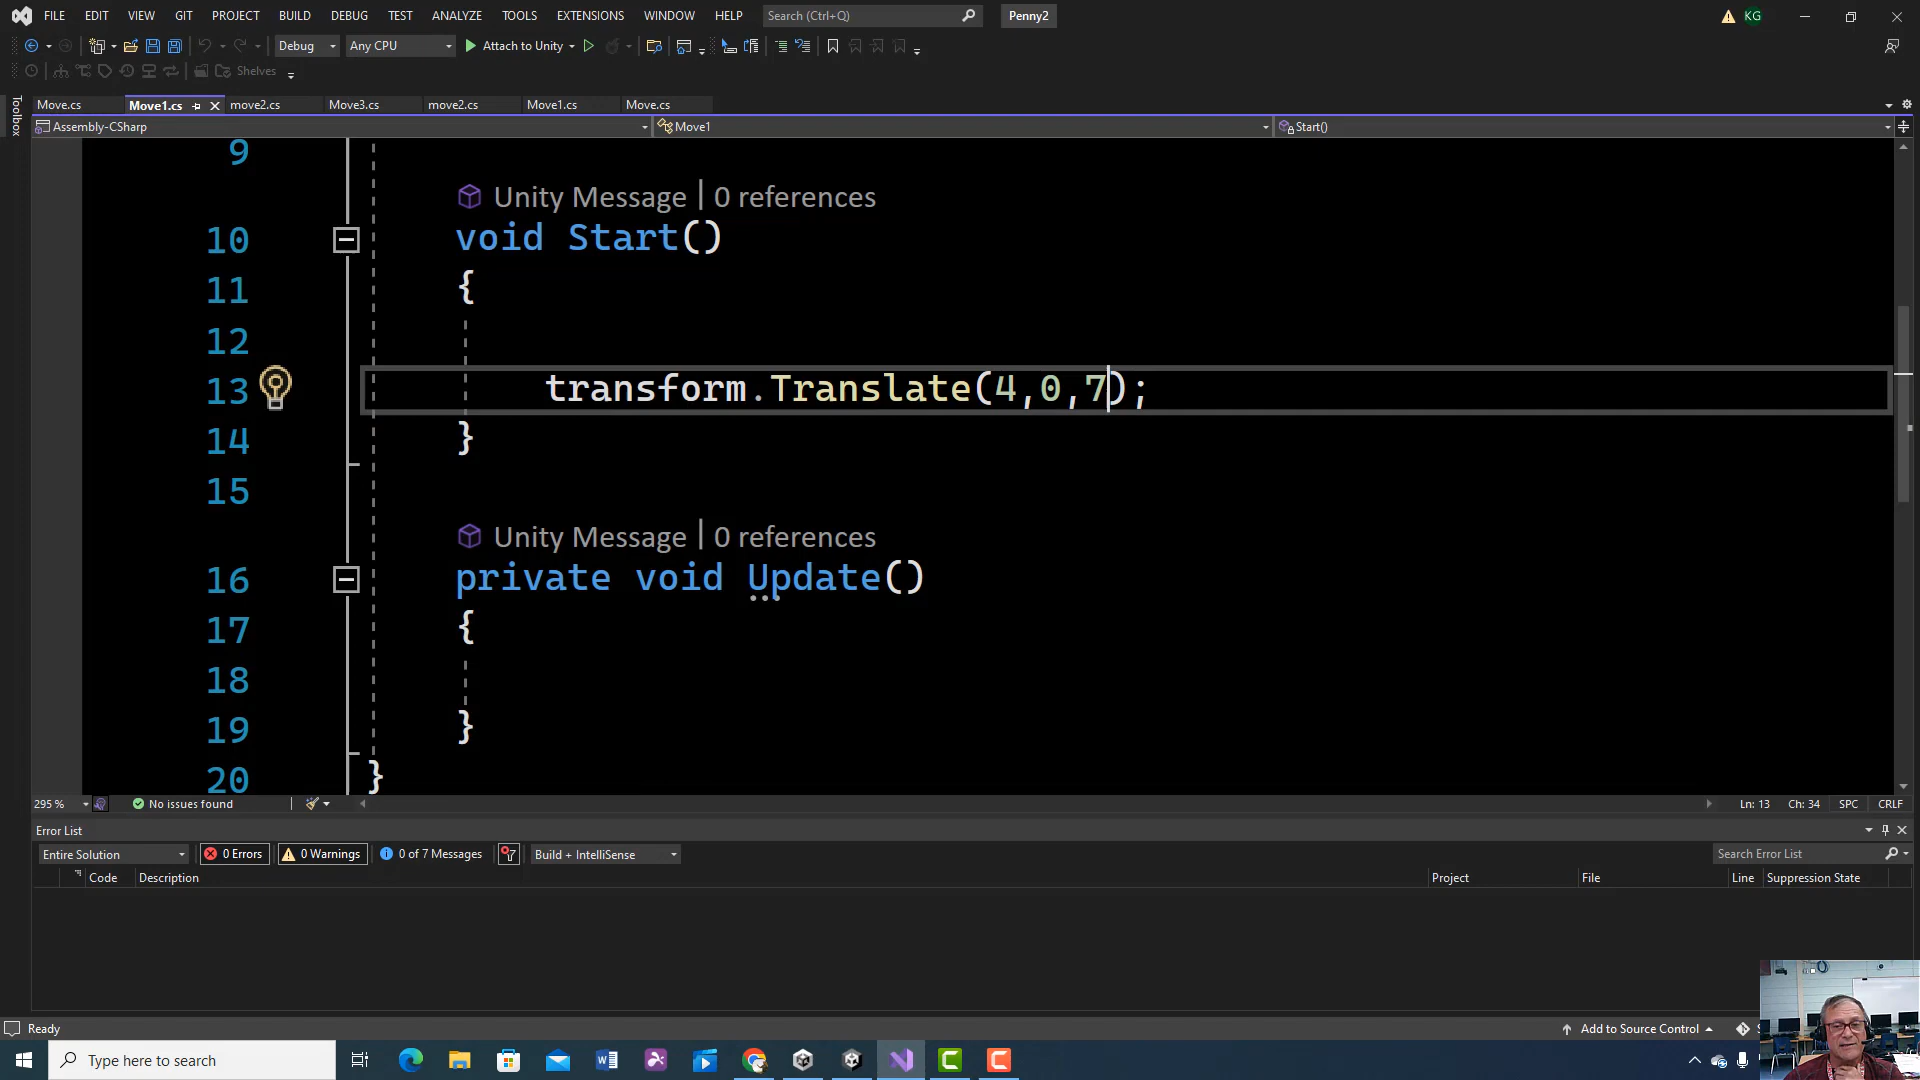 FILE EDIT VIEW GIT PROJECT BUILD DEBUG TEST ANALYZE TOOLS EXTENSIONS WINDOW HELP Search (Ctrl+Q) Penny2 KG
Debug Any CPU Attach to Unity
Shelves
Toolbox
Move.cs Move1.cs move2.cs Move3.cs move2.cs Move1.cs Move.cs
Assembly-CSharp Move1 Start()
9
Unity Message | 0 references
10 void Start()
11 {
12
13 transform.Translate(4,0,7);
14 }
15
Unity Message | 0 references
16 private void Update()
17 {
18
19 }
20 }
295 % No issues found Ln: 13 Ch: 34 SPC CRLF
Error List
Entire Solution 0 Errors 0 Warnings 0 of 7 Messages Build + IntelliSense Search Error List
Code Description Project File Line Suppression State
Ready Add to Source Control
Type here to search